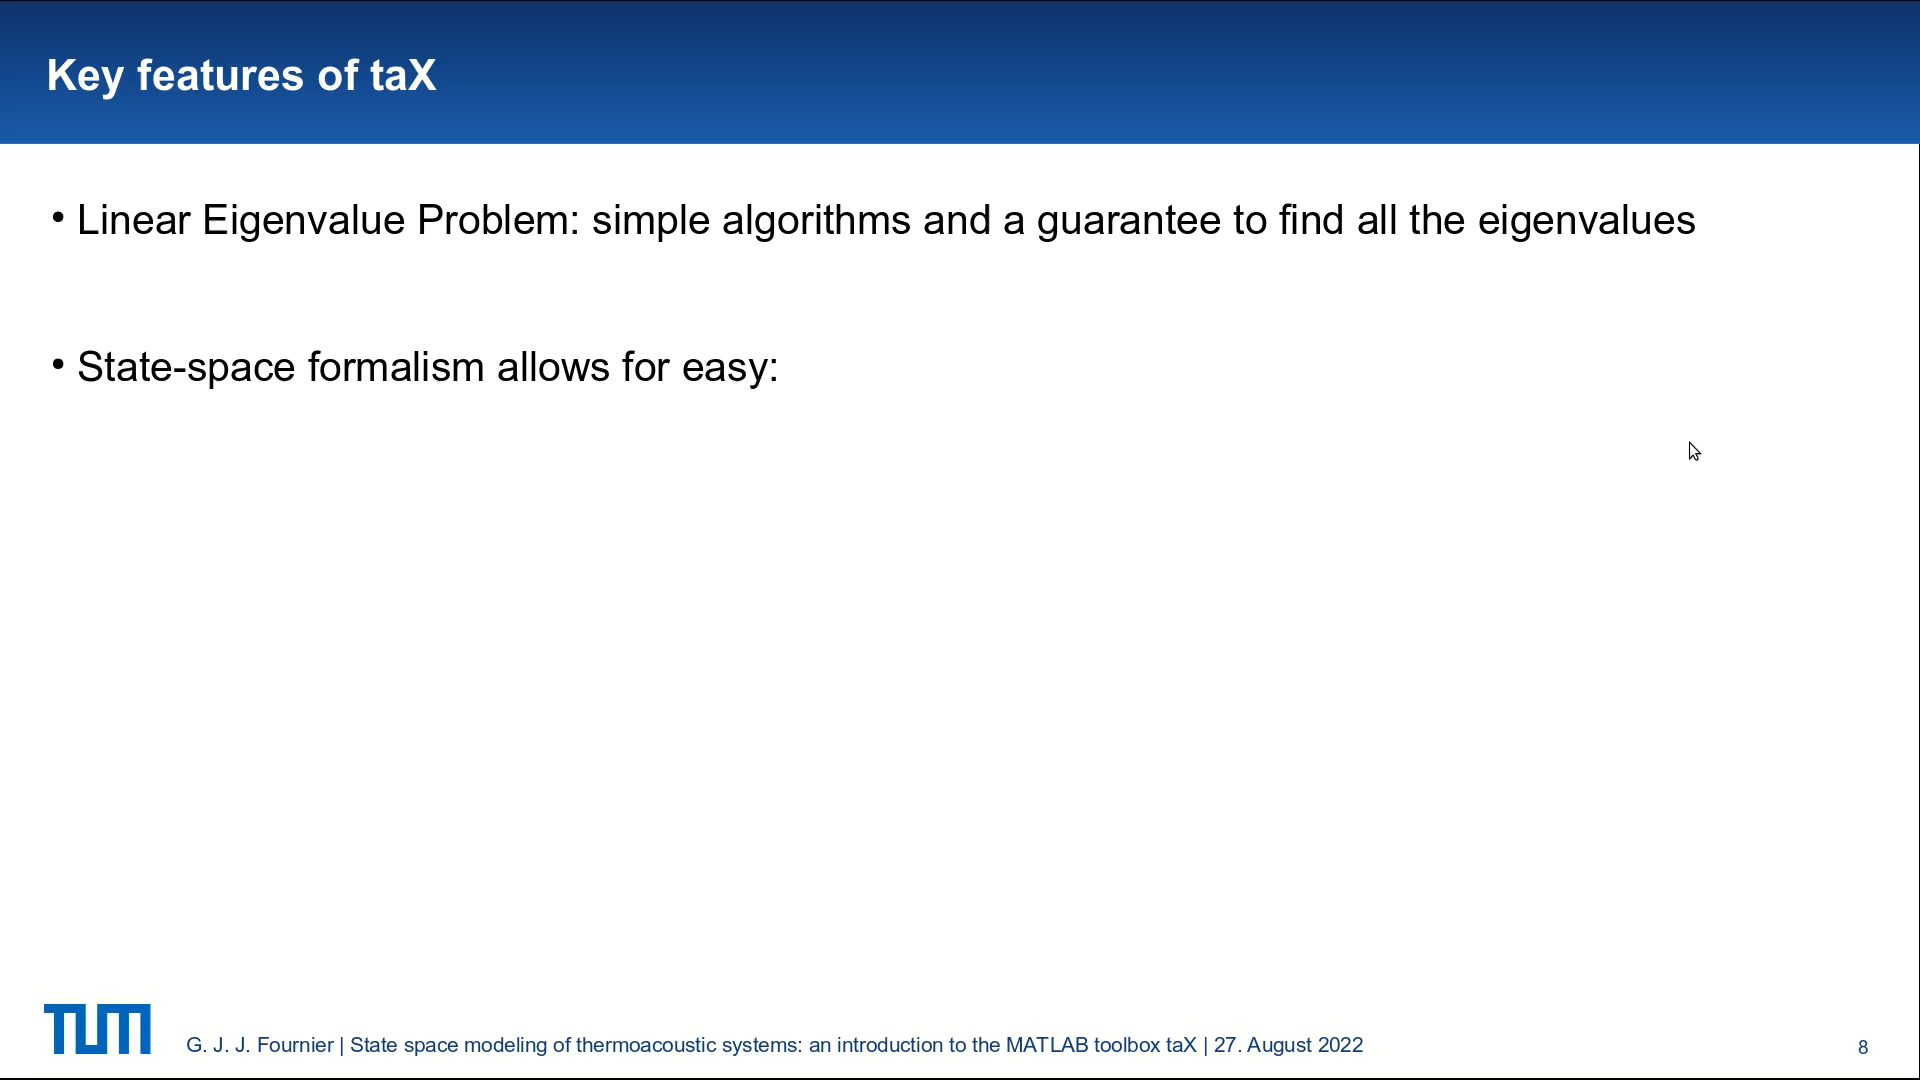 Key features of taX
• Linear Eigenvalue Problem: simple algorithms and a guarantee to find all the eigenvalues
• State-space formalism allows for easy:
TUM
G. J. J. Fournier | State space modeling of thermoacoustic systems: an introduction to the MATLAB toolbox taX | 27. August 2022
8